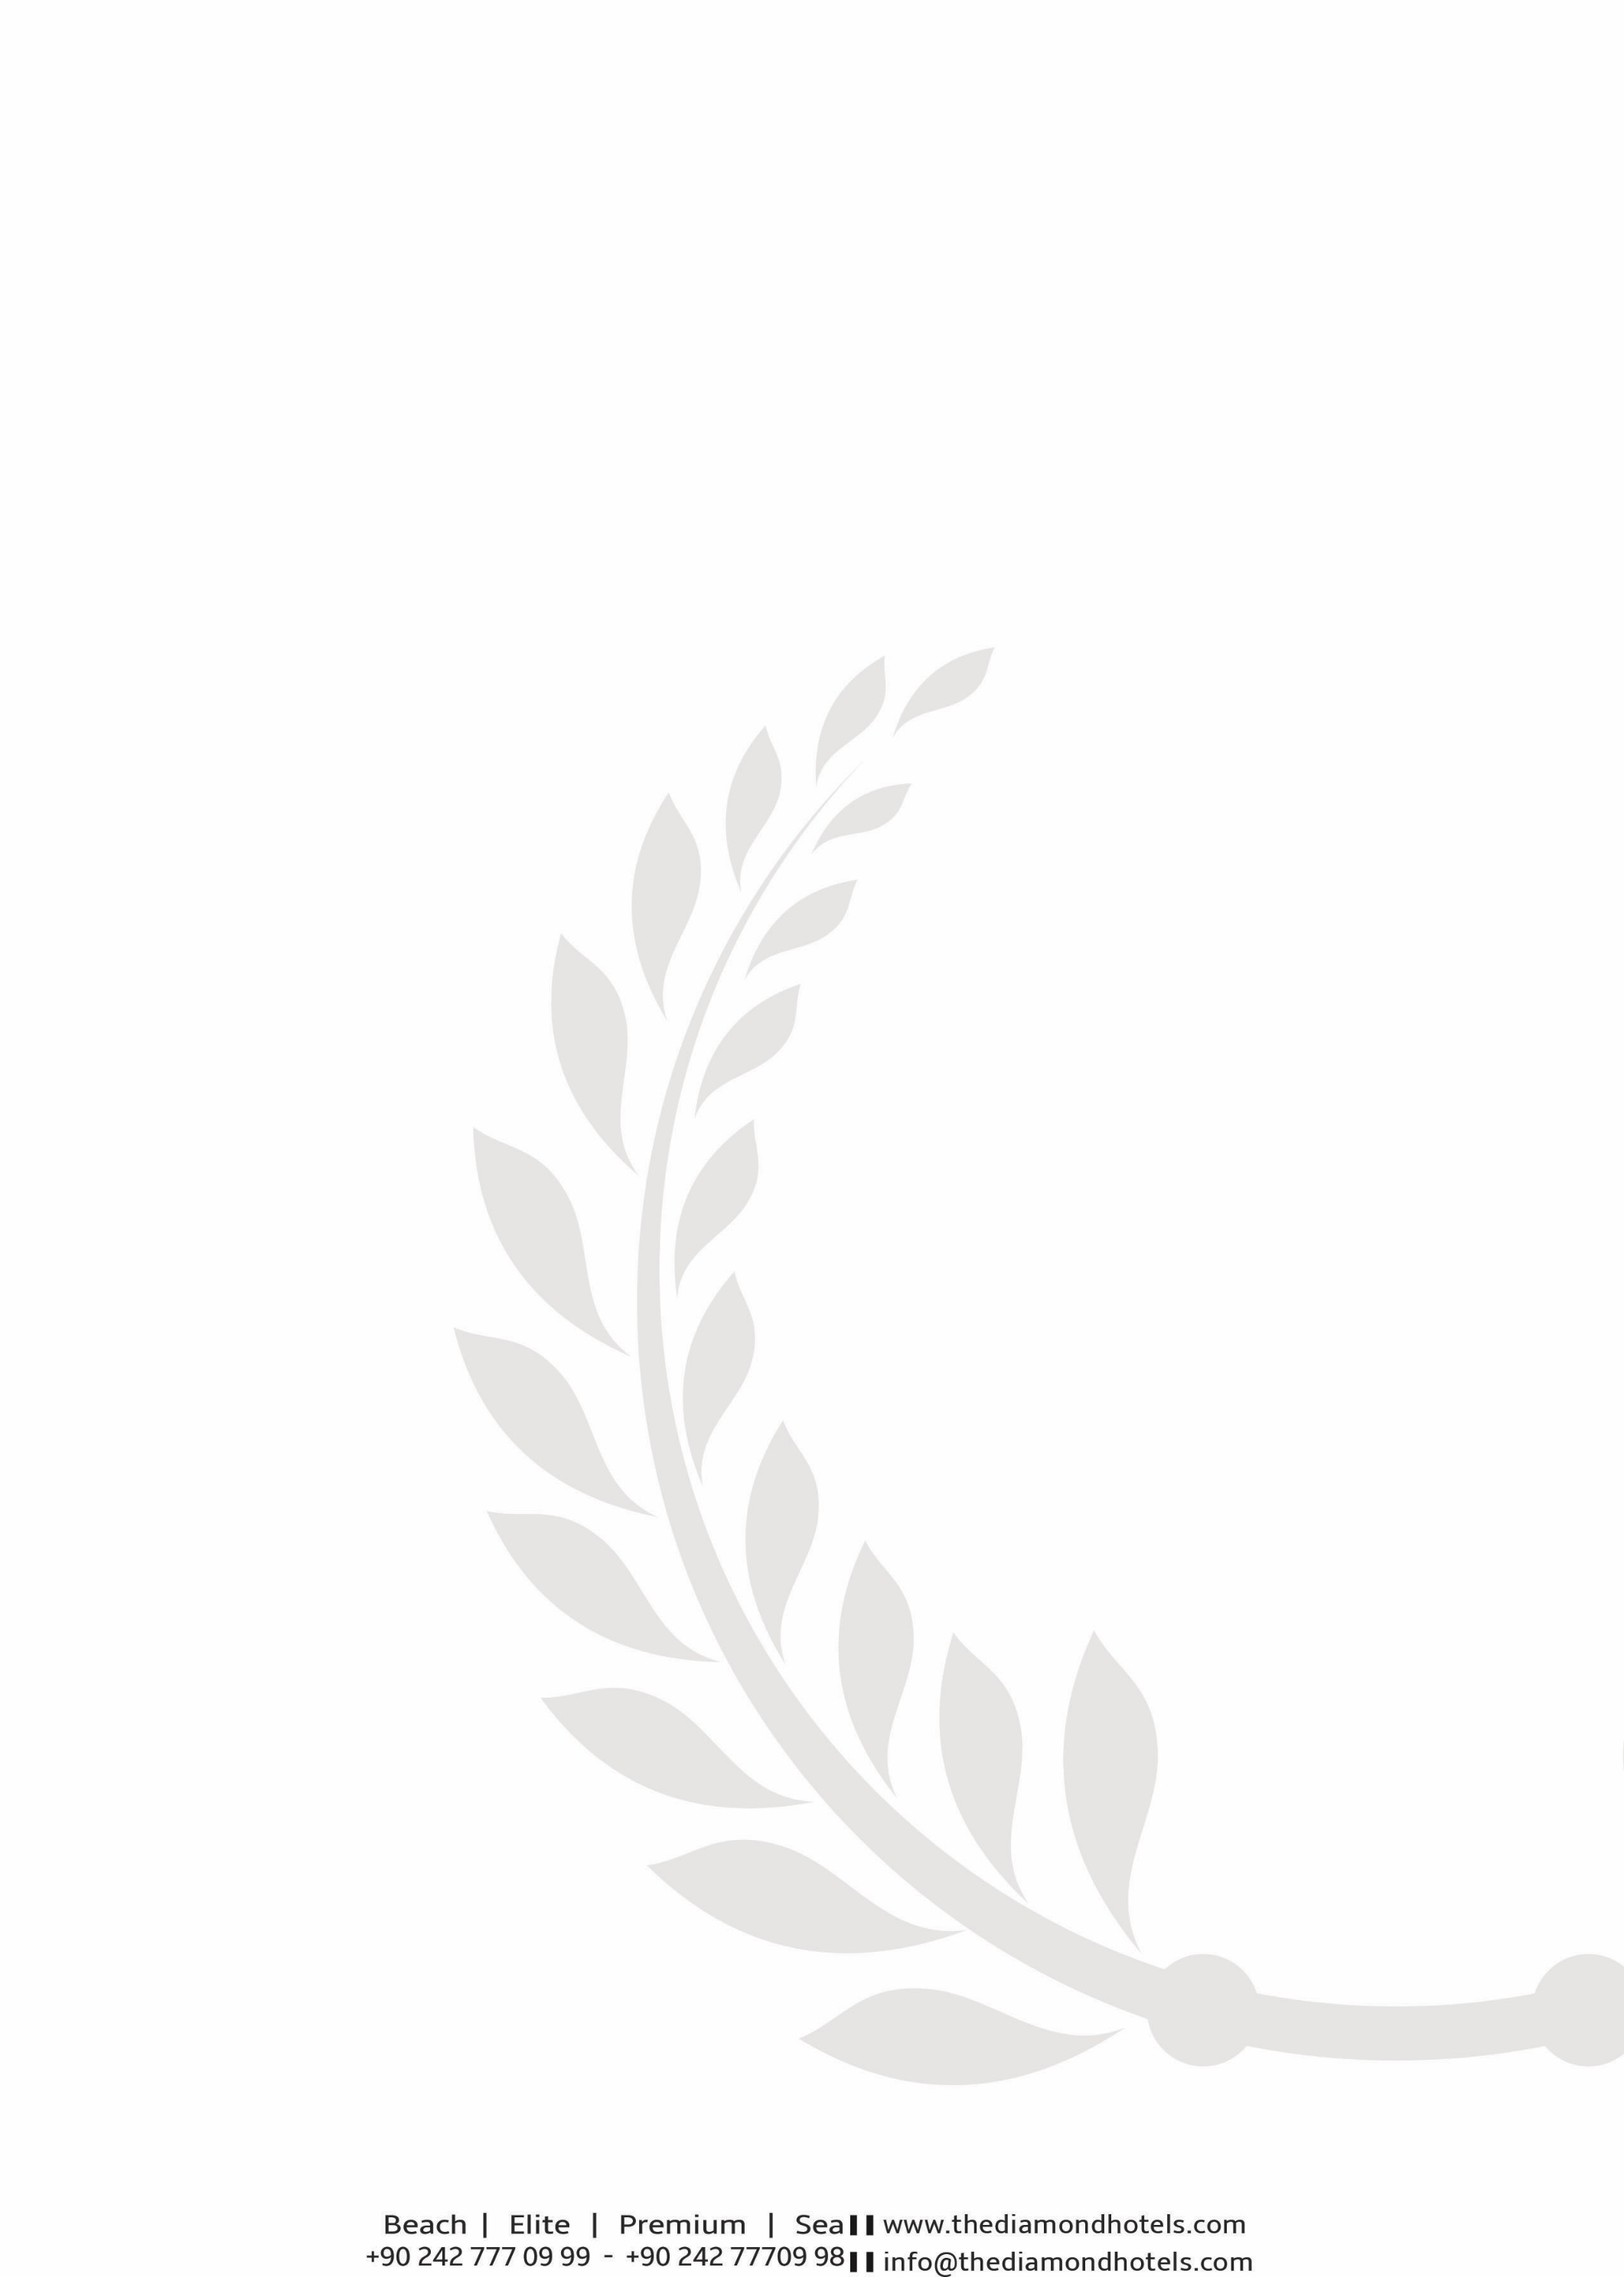 Beach | Elite | Premium | Sea www.thediamondhotels.com
+90 242 777 09 99 - +90 242 77709 98 info@thediamondhotels.com